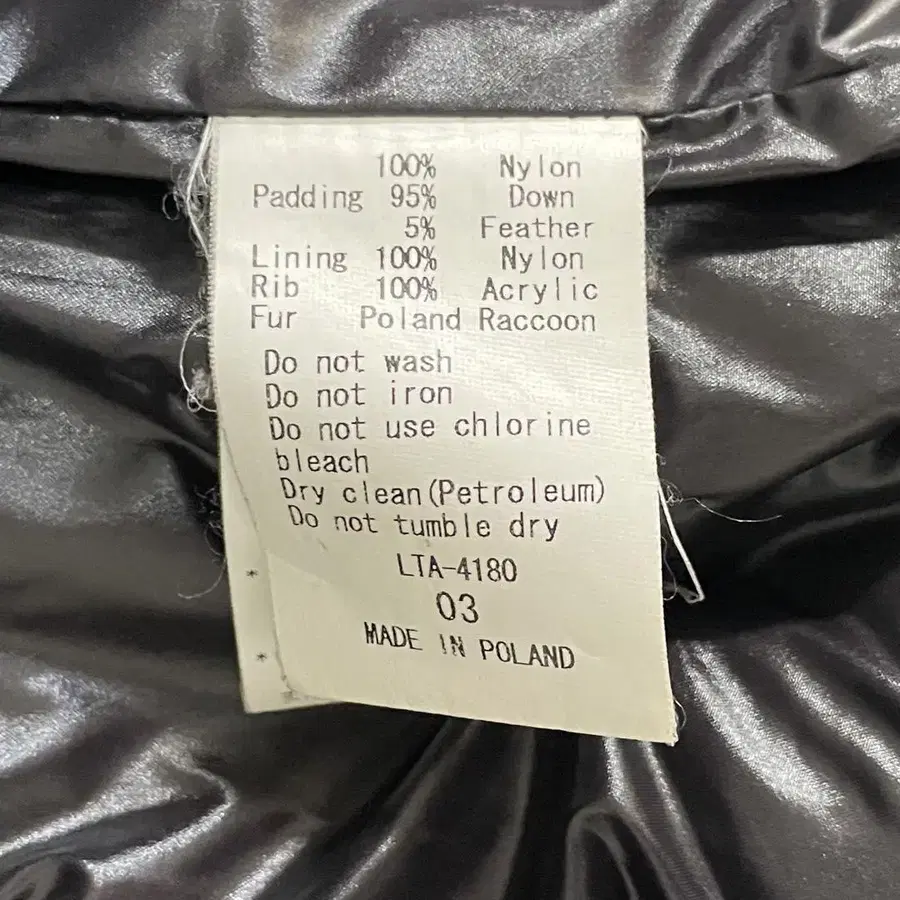 100% Nylon
Padding 95% Down
5% Feather
Lining 100% Nylon
Rib 100% Acrylic
Fur Poland Raccoon
Do not wash
Do not iron
Do not use chlorine
bleach
Dry clean(Petroleum)
Do not tumble dry
LTA-4180
03
MADE IN POLAND